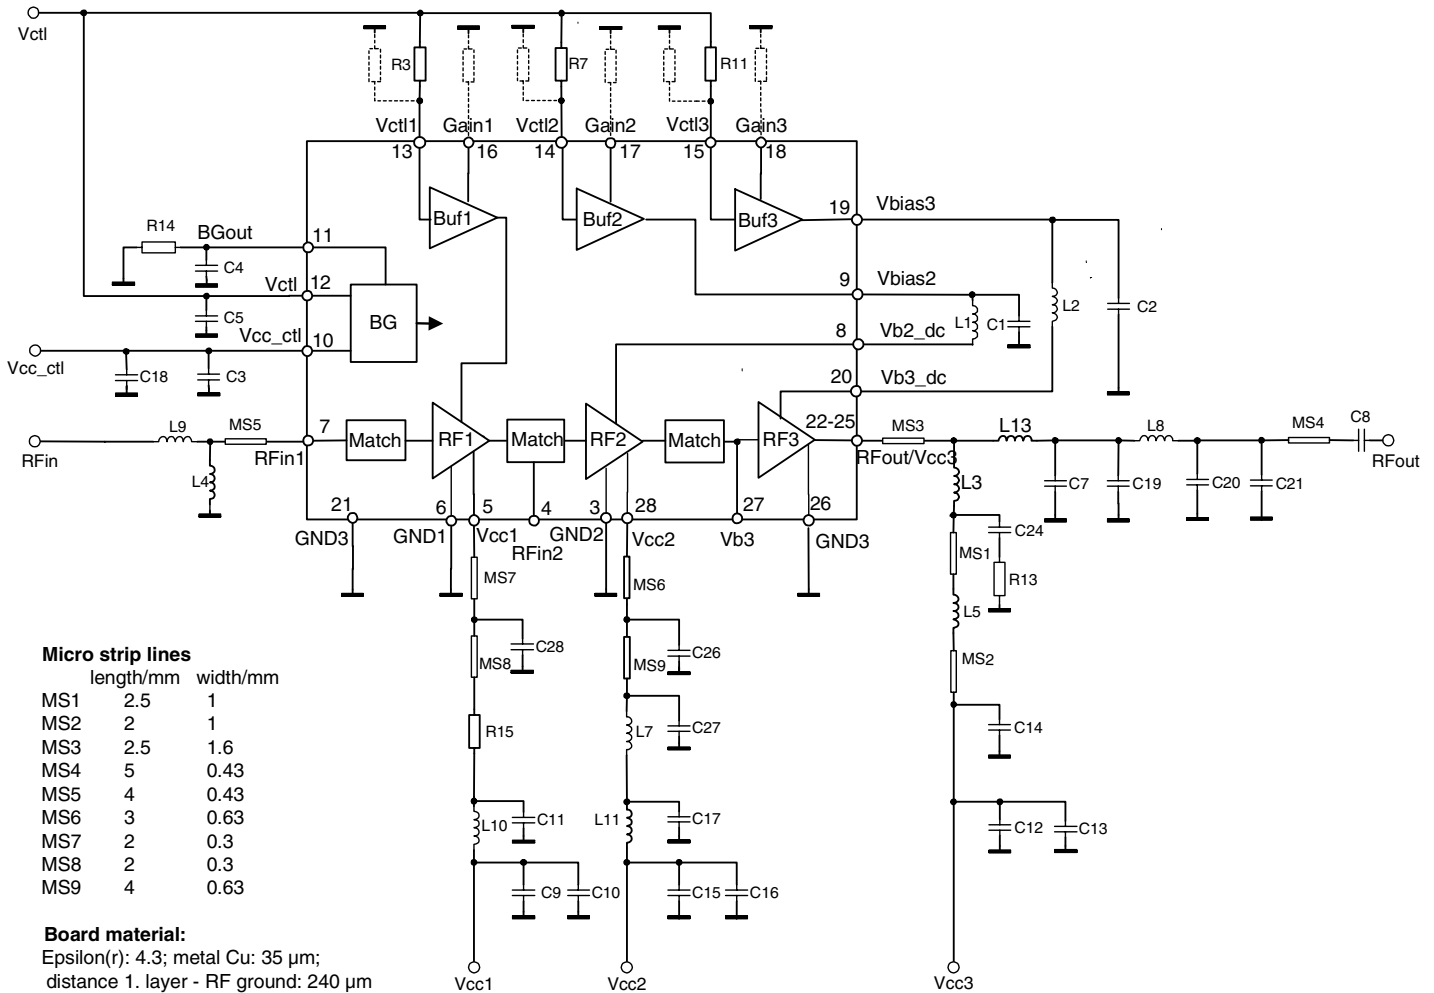 Vctl
R3
R7
R11
Vctl1
Gain1
Vctl2
Gain2
Vctl3
Gain3
13
16
14
17
15
18
Buf1
Buf2
Buf3
19
Vbias3
R14
BGout
11
C4
Vctl
12
C5
BG
Vcc_ctl
10
Vcc_ctl
C18
C3
9
Vbias2
L1
C1
L2
C2
8
Vb2_dc
20
Vb3_dc
RFin
L9
MS5
RFin1
7
L4
Match
RF1
Match
RF2
Match
RF3
22-25
RFout/Vcc3
MS3
L13
L8
MS4
C8
RFout
L3
C7
C19
C20
C21
21
GND3
6
GND1
5
Vcc1
4
RFin2
3
GND2
28
Vcc2
27
Vb3
26
GND3
MS7
C28
MS8
R15
L10
C11
C9
C10
Vcc1
MS6
C26
MS9
C27
L7
L11
C17
C15
C16
Vcc2
C24
MS1
R13
L5
MS2
C14
C12
C13
Vcc3
Micro strip lines
length/mm width/mm
MS1 2.5 1
MS2 2 1
MS3 2.5 1.6
MS4 5 0.43
MS5 4 0.43
MS6 3 0.63
MS7 2 0.3
MS8 2 0.3
MS9 4 0.63
Board material:
Epsilon(r): 4.3; metal Cu: 35 µm;
distance 1. layer - RF ground: 240 µm